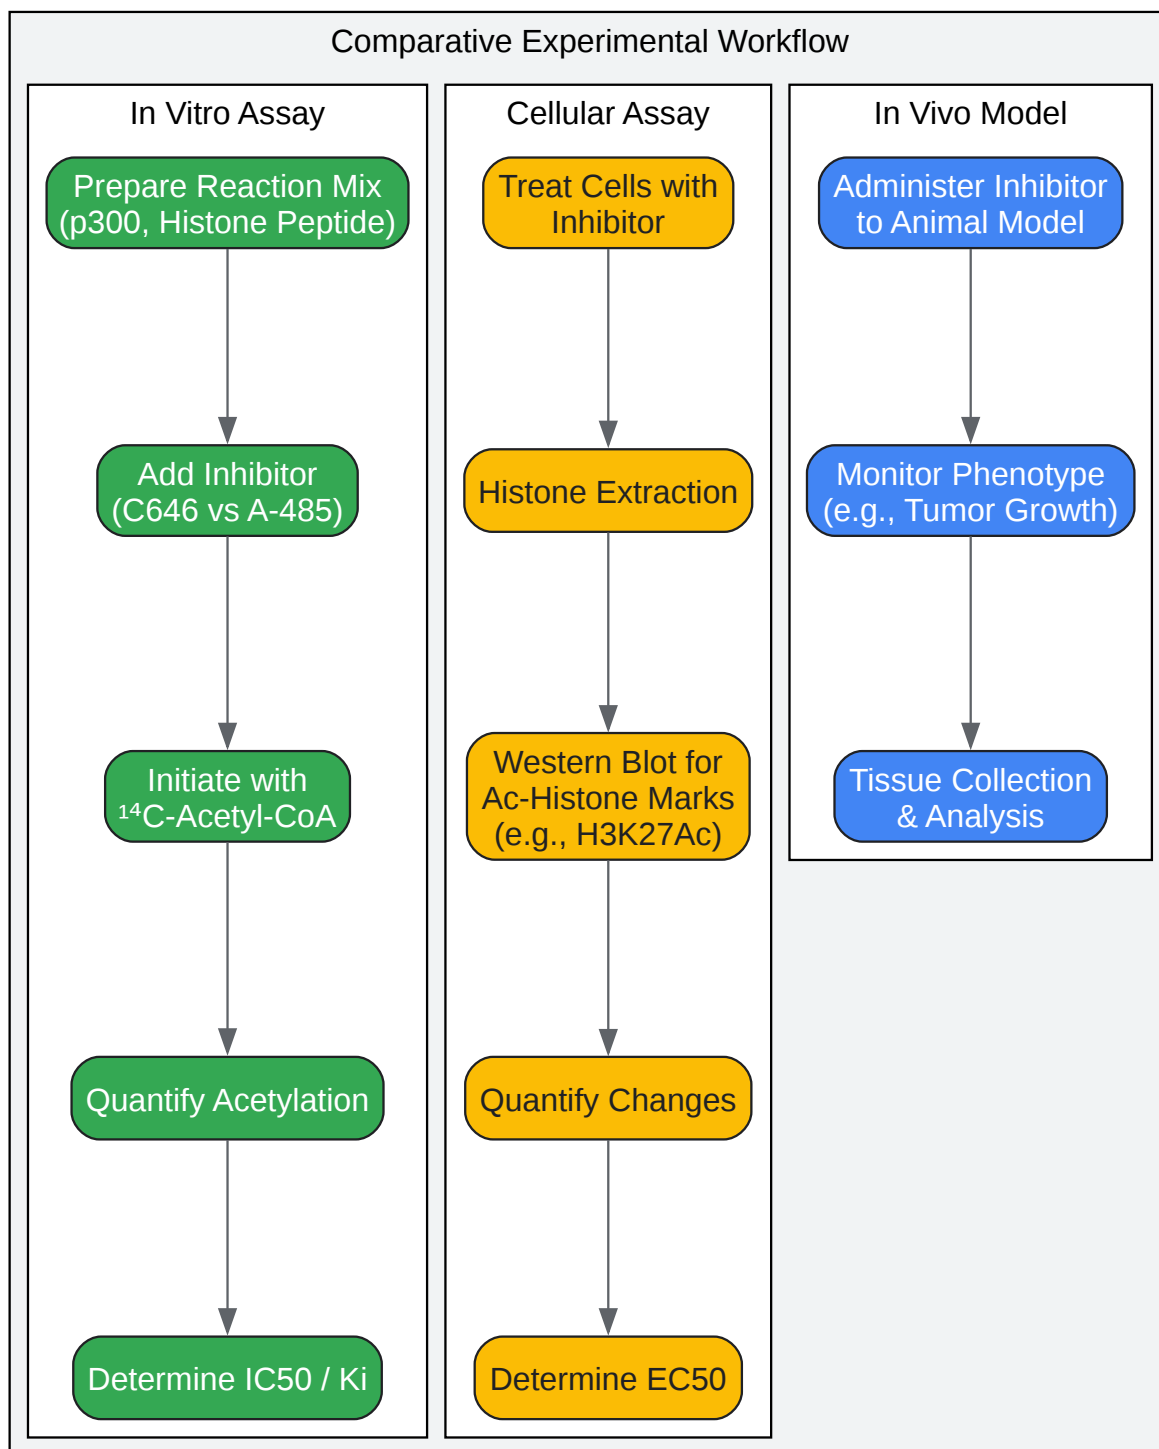 Comparative Experimental Workflow
In Vitro Assay
Prepare Reaction Mix
(p300, Histone Peptide)
Add Inhibitor
(C646 vs A-485)
Initiate with
¹⁴C-Acetyl-CoA
Quantify Acetylation
Determine IC50 / Ki
Cellular Assay
Treat Cells with
Inhibitor
Histone Extraction
Western Blot for
Ac-Histone Marks
(e.g., H3K27Ac)
Quantify Changes
Determine EC50
In Vivo Model
Administer Inhibitor
to Animal Model
Monitor Phenotype
(e.g., Tumor Growth)
Tissue Collection
& Analysis